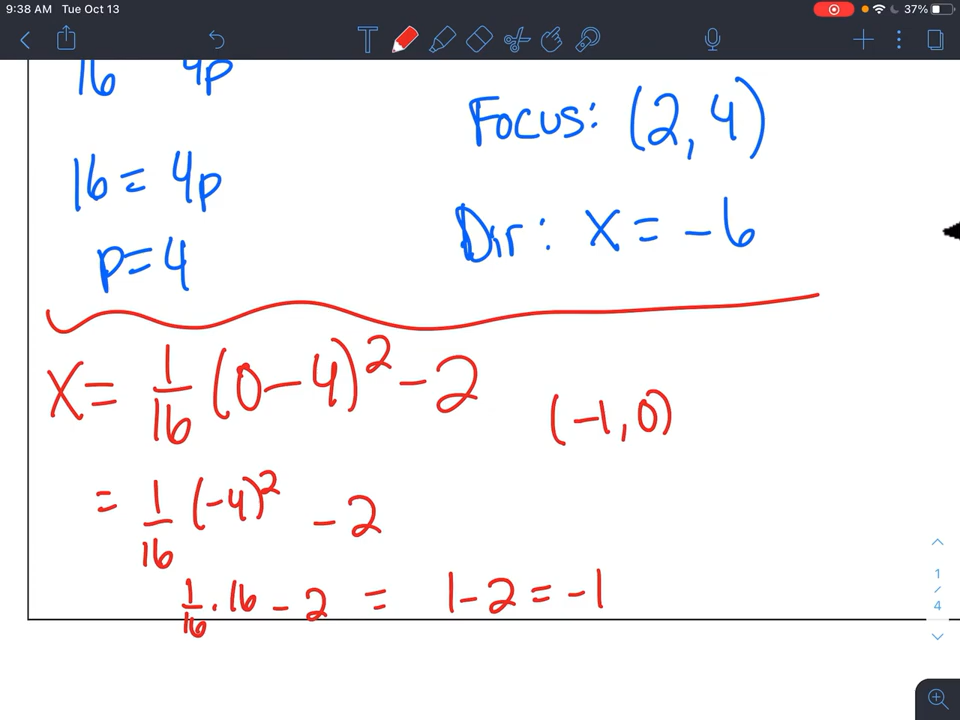 9:38 AM Tue Oct 13
37%
T
16 4p
Focus: (2, 4)
16 = 4p
Dir: x = -6
p = 4
X = 1/16 (0-4)² - 2
(-1, 0)
= 1/16 (-4)² - 2
1/16 · 16 - 2 = 1 - 2 = -1
1
/
4